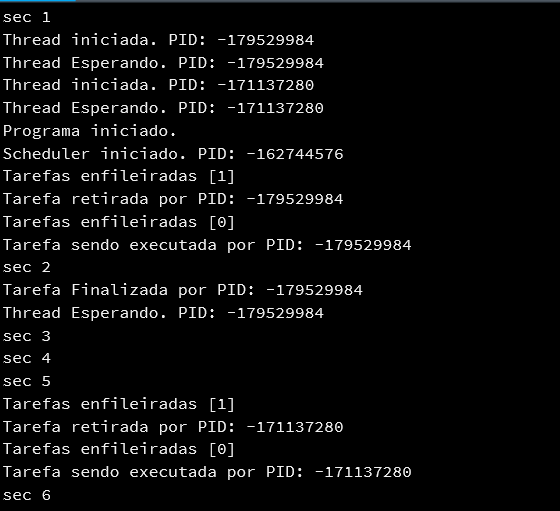 sec 1
Thread iniciada. PID: -179529984
Thread Esperando. PID: -179529984
Thread iniciada. PID: -171137280
Thread Esperando. PID: -171137280
Programa iniciado.
Scheduler iniciado. PID: -162744576
Tarefas enfileiradas [1]
Tarefa retirada por PID: -179529984
Tarefas enfileiradas [0]
Tarefa sendo executada por PID: -179529984
sec 2
Tarefa Finalizada por PID: -179529984
Thread Esperando. PID: -179529984
sec 3
sec 4
sec 5
Tarefas enfileiradas [1]
Tarefa retirada por PID: -171137280
Tarefas enfileiradas [0]
Tarefa sendo executada por PID: -171137280
sec 6